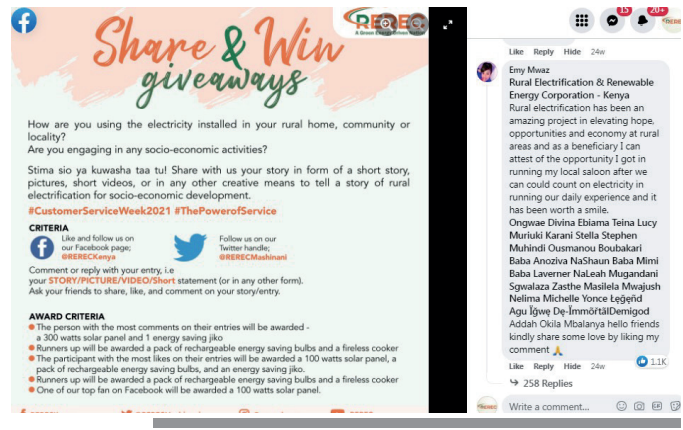 REREC
A Green Energy Driven Nation
Share & Win
giveaways
How are you using the electricity installed in your rural home, community or
locality?
Are you engaging in any socio-economic activities?
Stima sio ya kuwasha taa tu! Share with us your story in form of a short story,
pictures, short videos, or in any other creative means to tell a story of rural
electrification for socio-economic development.
#CustomerServiceWeek2021 #ThePowerofService
CRITERIA
Like and follow us on
our Facebook page;
@RERECKenya
Follow us on our
Twitter handle;
@RERECMashinani
Comment or reply with your entry, i.e
your STORY/PICTURE/VIDEO/Short statement (or in any other form).
Ask your friends to share, like, and comment on your story/entry.
AWARD CRITERIA
The person with the most comments on their entries will be awarded -
a 300 watts solar panel and 1 energy saving jiko
Runners up will be awarded a pack of rechargeable energy saving bulbs and a fireless cooker
The participant with the most likes on their entries will be awarded a 100 watts solar panel, a
pack of rechargeable energy saving bulbs, and an energy saving jiko.
Runners up will be awarded a pack of rechargeable energy saving bulbs and a fireless cooker
One of our top fan on Facebook will be awarded a 100 watts solar panel.
15
20+
Like Reply Hide 24w
Emy Mwaz
Rural Electrification & Renewable
Energy Corporation - Kenya
Rural electrification has been an
amazing project in elevating hope,
opportunities and economy at rural
areas and as a beneficiary I can
attest of the opportunity I got in
running my local saloon after we
can could count on electricity in
running our daily experience and it
has been worth a smile.
Ongwae Divina Ebiama Teina Lucy
Muriuki Karani Stella Stephen
Muhindi Ousmanou Boubakari
Baba Anoziva NaShaun Baba Mimi
Baba Laverner NaLeah Mugandani
Sgwalaza Zasthe Masilela Mwajush
Nelima Michelle Yonce Łęğęñd
Agu Ïğwę Dę-ÏmmőŕtãlDemigod
Addah Okila Mbalanya hello friends
kindly share some love by liking my
comment 🙏
1.1K
Like Reply Hide 24w
258 Replies
Write a comment...